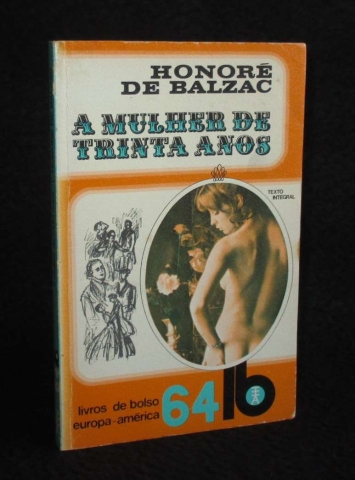 HONORÉ
DE BALZAC
A MULHER DE
TRINTA ANOS
TEXTO
INTEGRAL
livros de bolso
europa-américa
64
lb